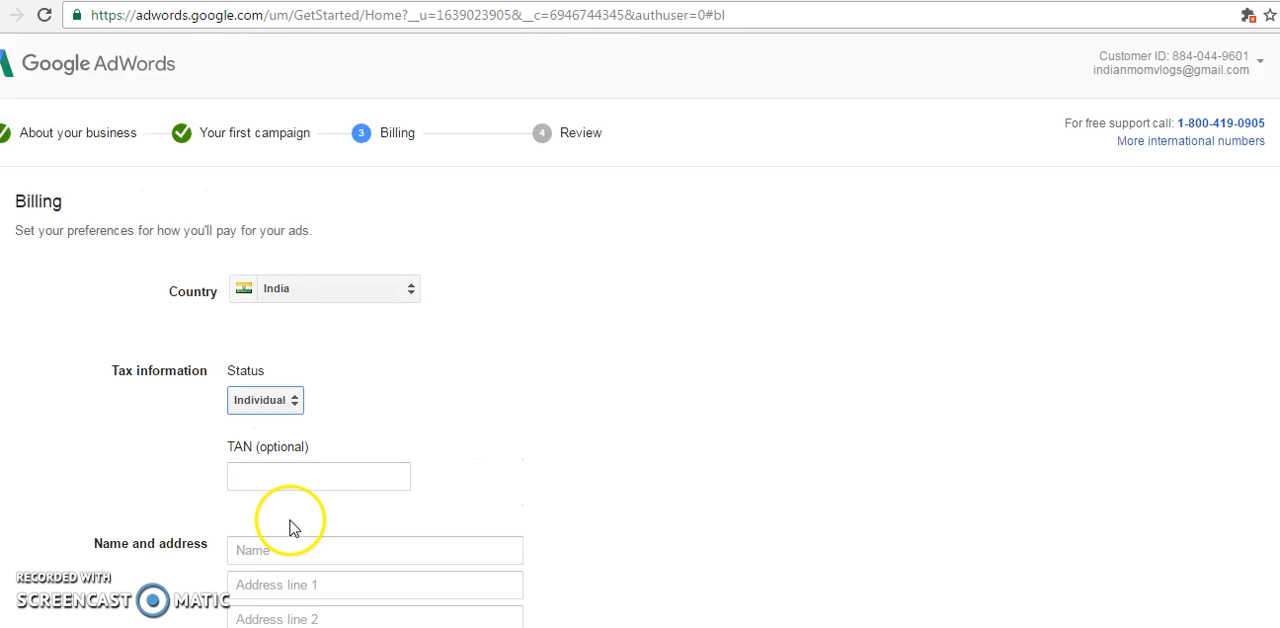 https://adwords.google.com/um/GetStarted/Home?__u=1639023905&__c=6946744345&authuser=0#bl
Google AdWords
Customer ID: 884-044-9601
indianmomvlogs@gmail.com
About your business
Your first campaign
3 Billing
4 Review
For free support call: 1-800-419-0905
More international numbers
Billing
Set your preferences for how you'll pay for your ads.
Country
India
Tax information
Status
Individual
TAN (optional)
Name and address
Name
Address line 1
Address line 2
RECORDED WITH
SCREENCAST MATIC